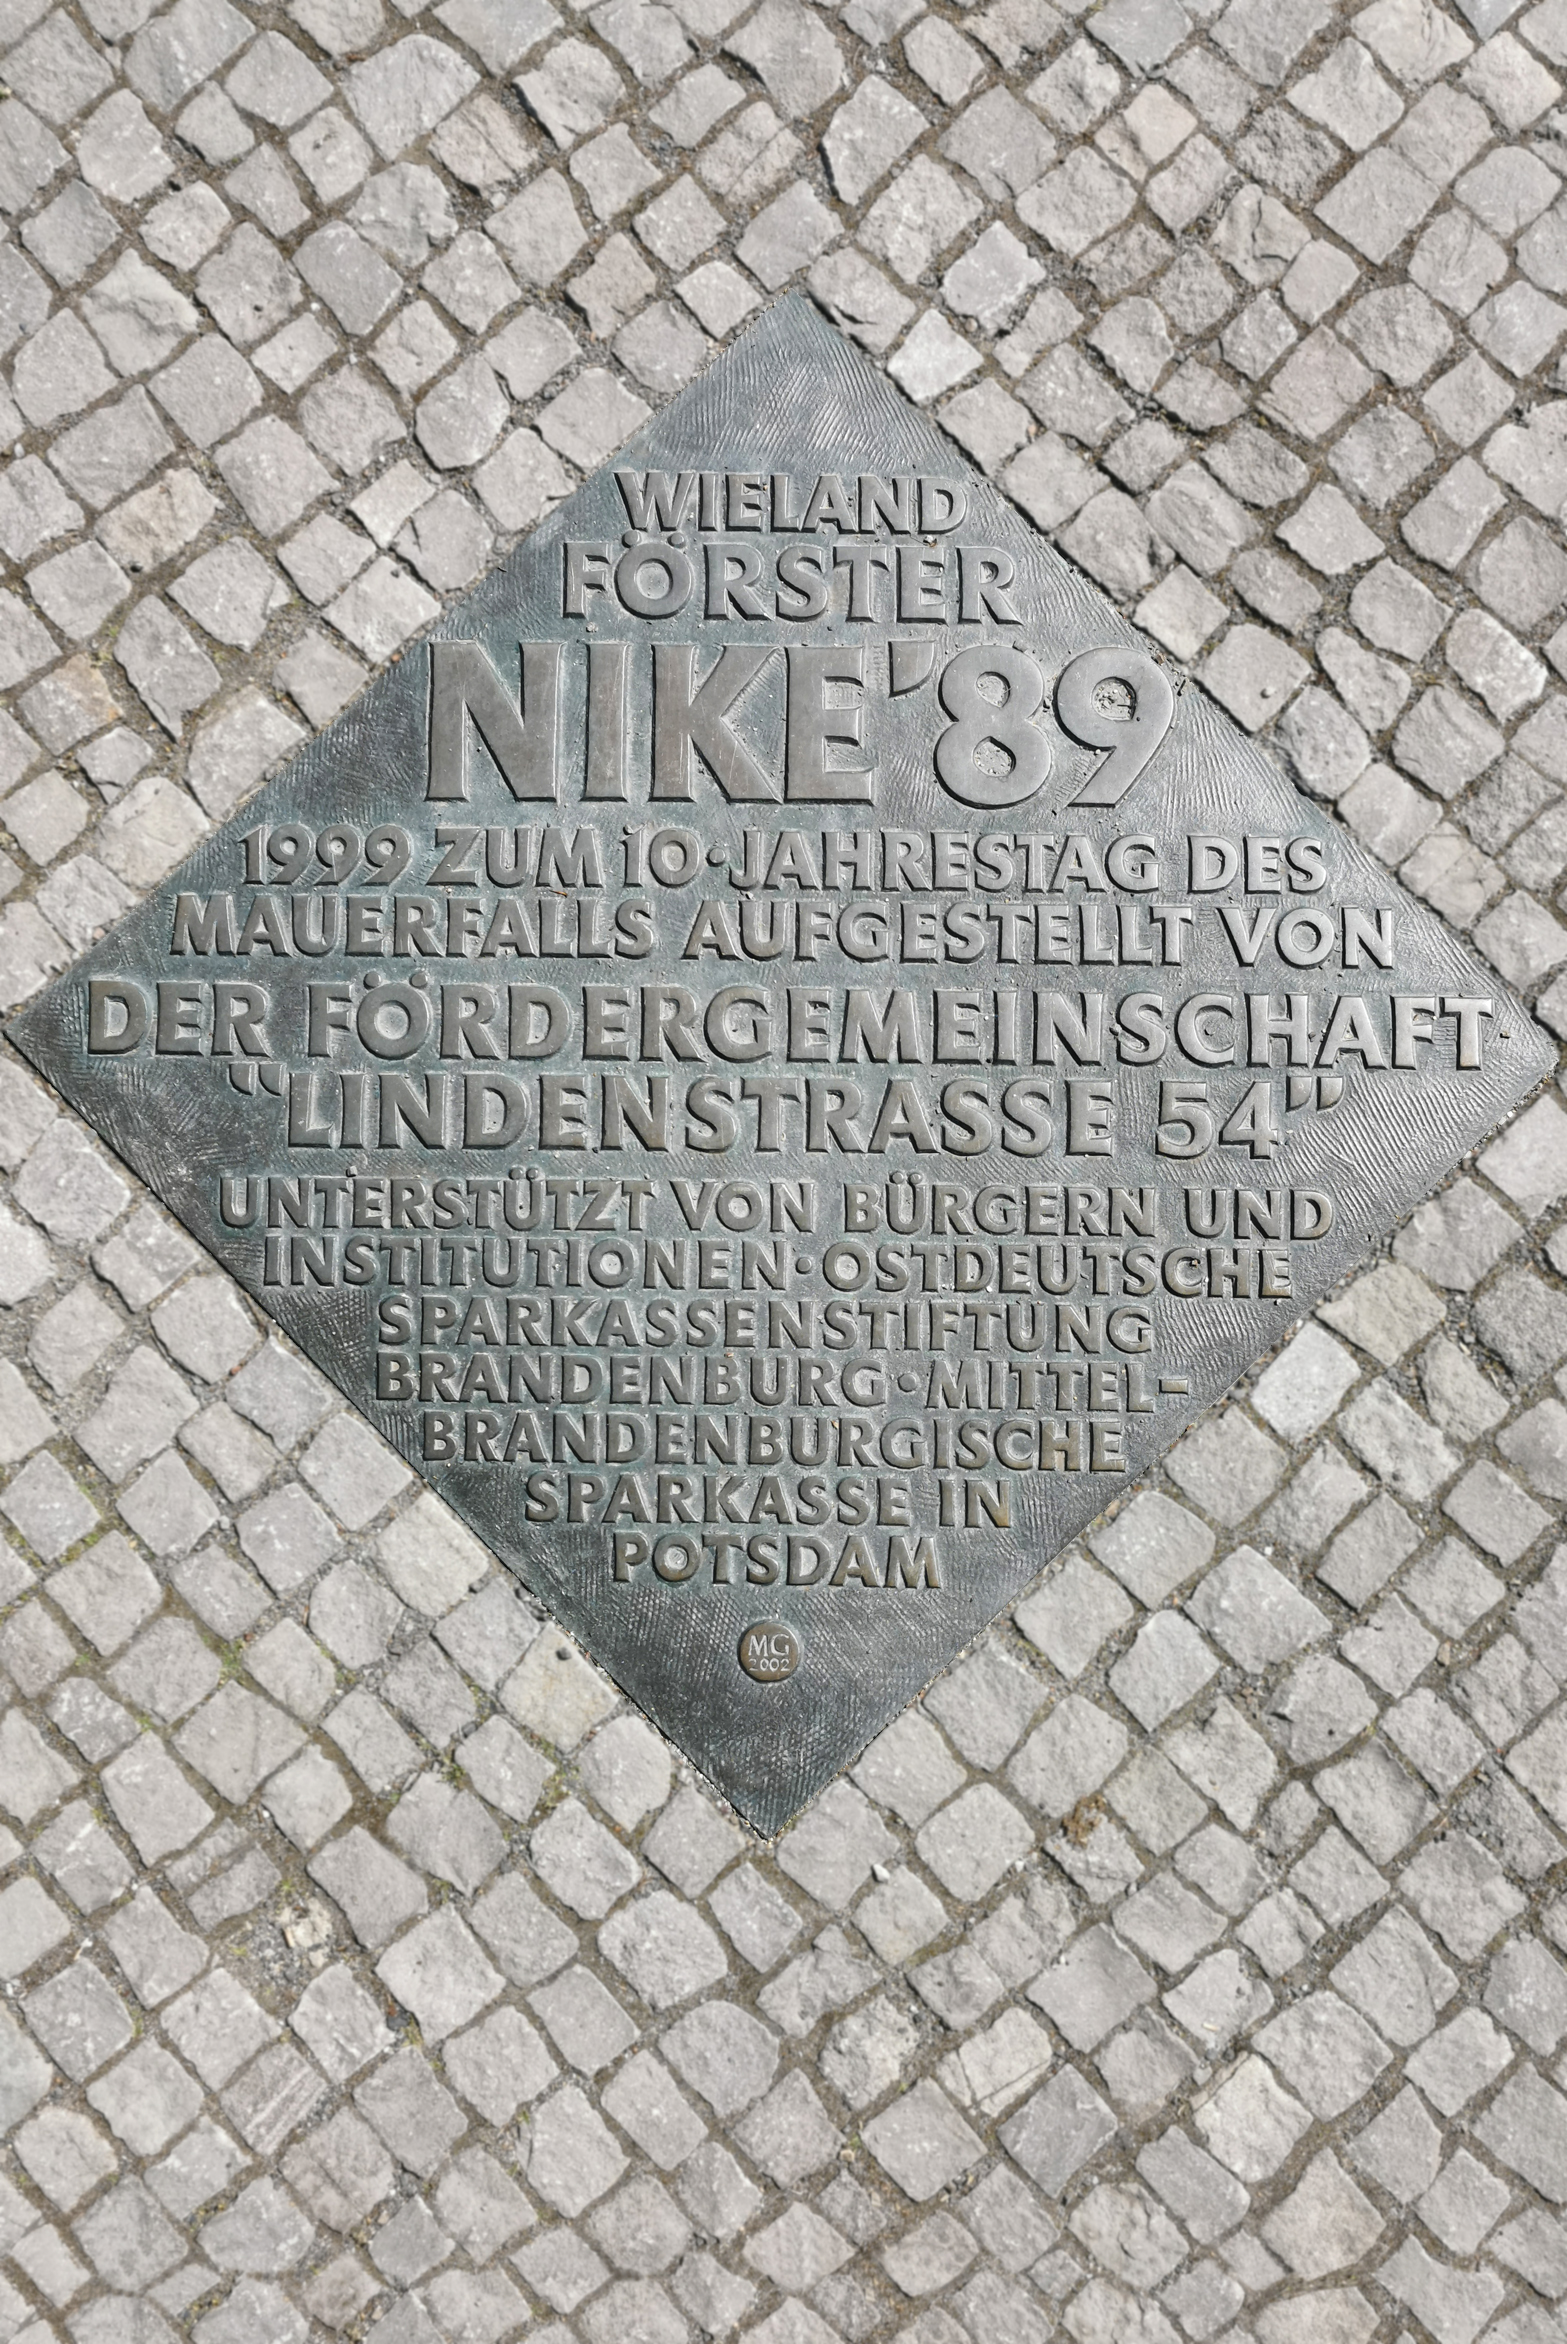 WIELAND
FÖRSTER
NIKE'89
1999 ZUM 10·JAHRESTAG DES
MAUERFALLS AUFGESTELLT VON
DER FÖRDERGEMEINSCHAFT
"LINDENSTRASSE 54"
UNTERSTÜTZT VON BÜRGERN UND
INSTITUTIONEN·OSTDEUTSCHE
SPARKASSENSTIFTUNG
BRANDENBURG·MITTEL-
BRANDENBURGISCHE
SPARKASSE IN
POTSDAM
MG
2002